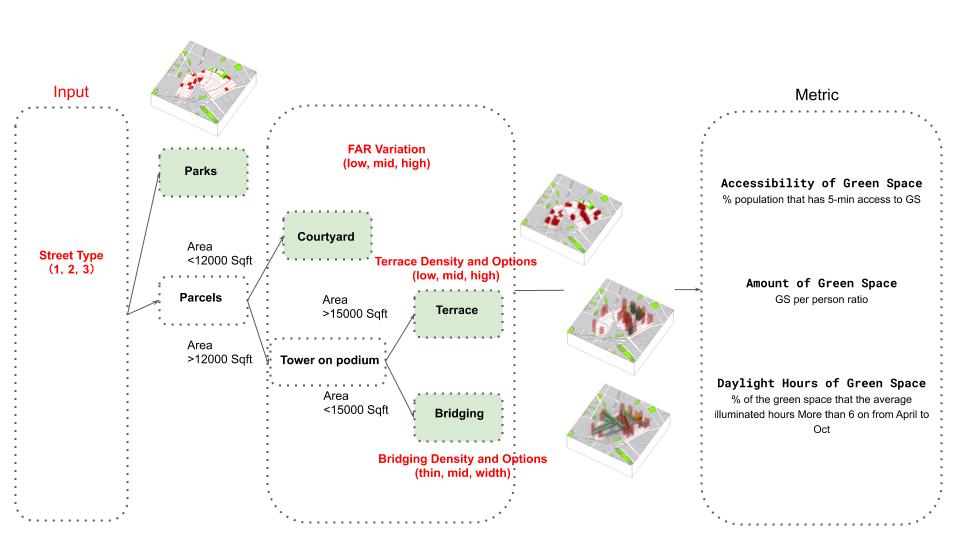 Input
Metric
FAR Variation
(low, mid, high)
Parks
Accessibility of Green Space
% population that has 5-min access to GS
Courtyard
Area
<12000 Sqft
Street Type
(1, 2, 3)
Terrace Density and Options
(low, mid, high)
Parcels
Area
>15000 Sqft
Terrace
Amount of Green Space
GS per person ratio
Area
>12000 Sqft
Tower on podium
Area
<15000 Sqft
Bridging
Daylight Hours of Green Space
% of the green space that the average
illuminated hours More than 6 on from April to
Oct
Bridging Density and Options
(thin, mid, width)